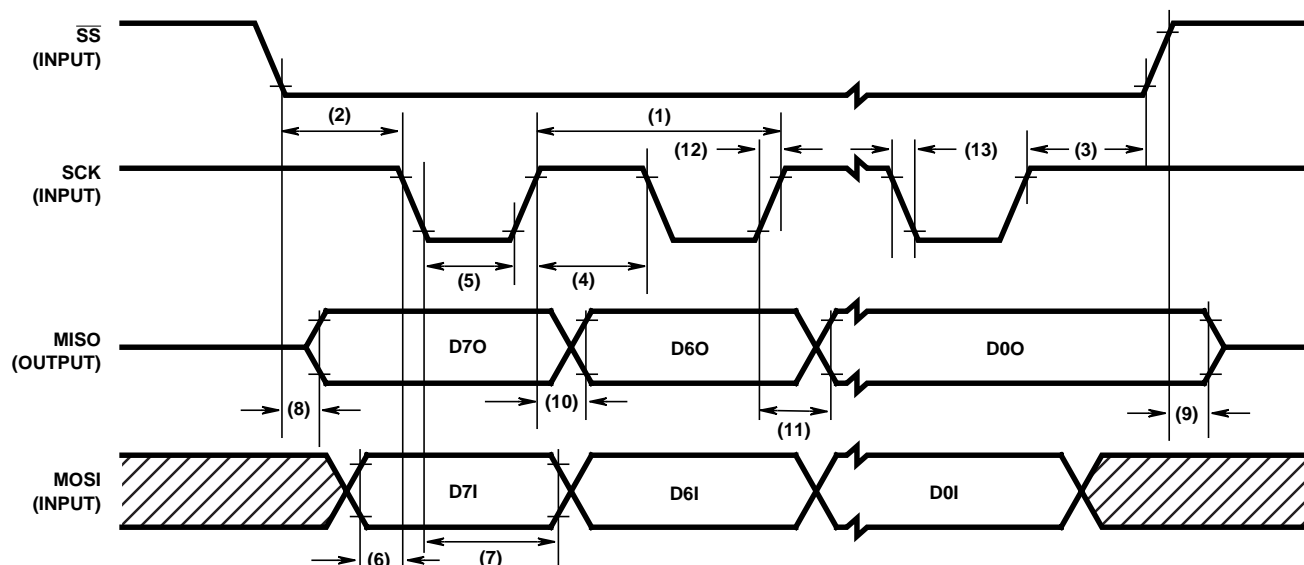 SS
(INPUT)
(2)
(1)
(12)
(13)
(3)
SCK
(INPUT)
(5)
(4)
MISO
(OUTPUT)
D7O
D6O
D0O
(8)
(10)
(11)
(9)
MOSI
(INPUT)
D7I
D6I
D0I
(6)
(7)